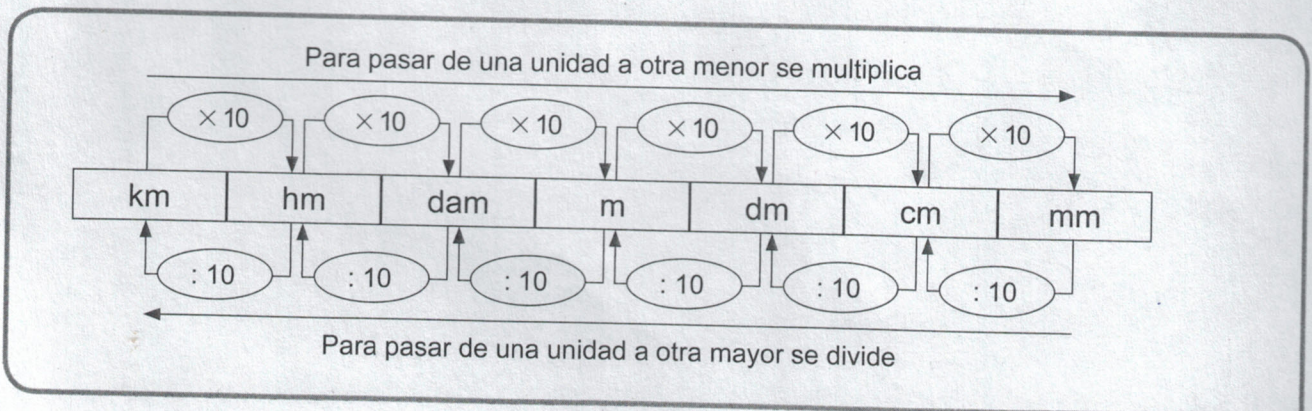 Para pasar de una unidad a otra menor se multiplica
× 10 × 10 × 10 × 10 × 10 × 10
km hm dam m dm cm mm
: 10 : 10 : 10 : 10 : 10 : 10
Para pasar de una unidad a otra mayor se divide